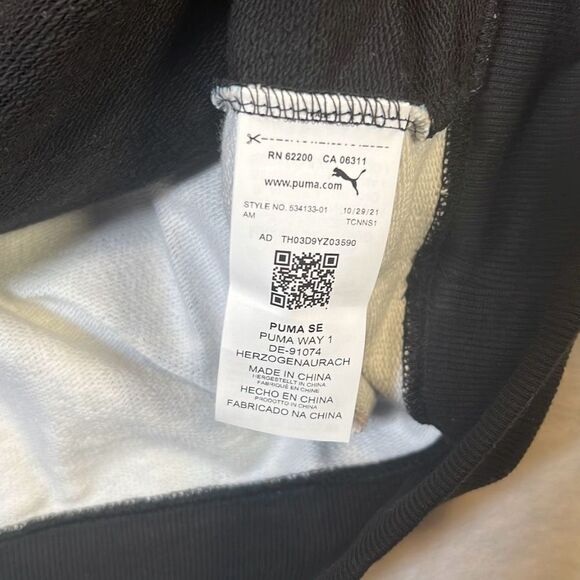 RN 62200 CA 06311
www.puma.com
STYLE NO. 534133-01 10/29/21
AM TCNNS1
AD TH03D9YZ03590
PUMA SE
PUMA WAY 1
DE-91074
HERZOGENAURACH
MADE IN CHINA
HERGESTELLT IN CHINA
FABRIQUÉ EN CHINE
HECHO EN CHINA
PRODOTTO IN CHINA
FABRICADO NA CHINA